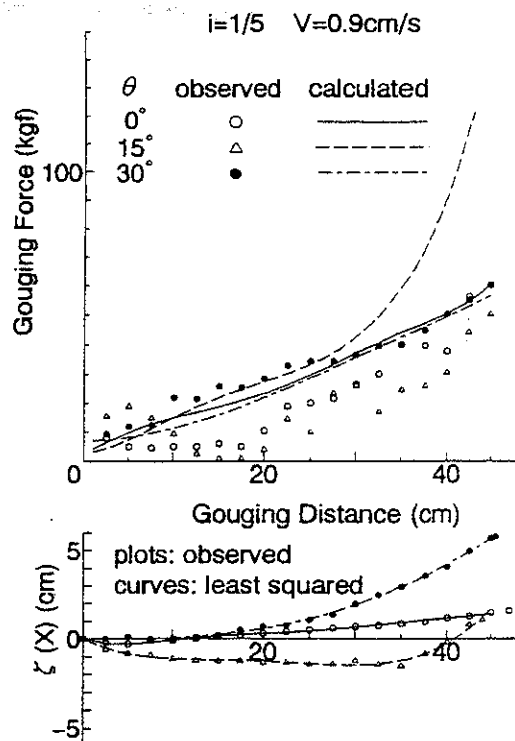 i=1/5 V=0.9cm/s
θ observed calculated
0°
15°
30°
Gouging Force (kgf)
100
0 20 40
Gouging Distance (cm)
plots: observed
curves: least squared
ζ (X) (cm)
5
0
-5
20 40